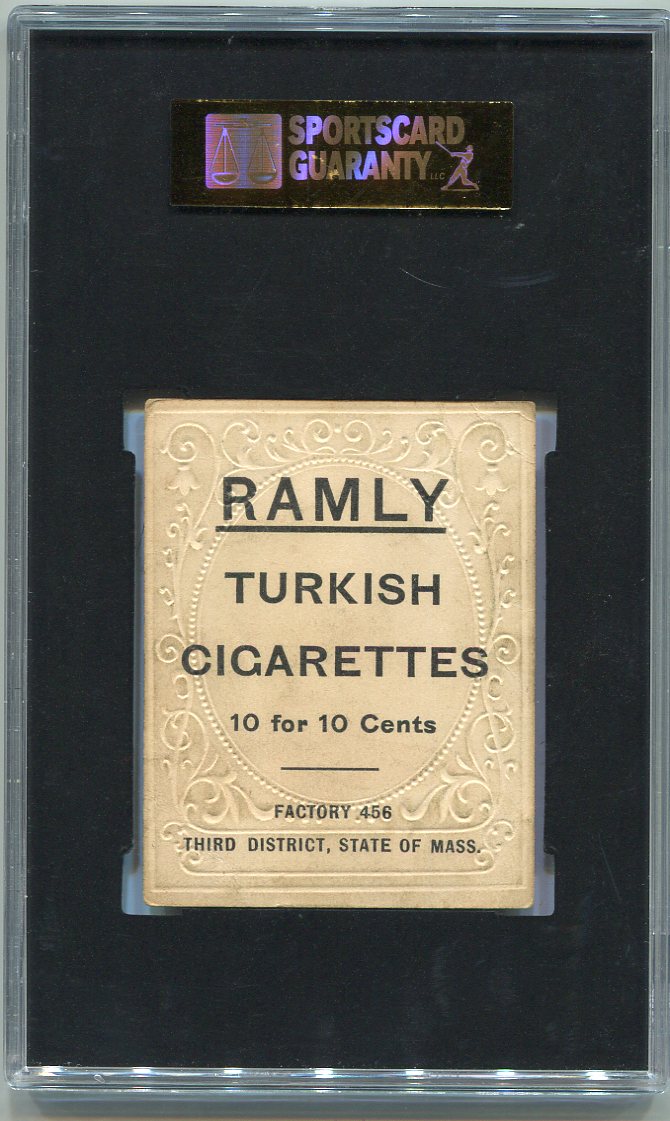 SPORTSCARD
GUARANTY LLC
RAMLY
TURKISH
CIGARETTES
10 for 10 Cents
FACTORY 456
THIRD DISTRICT, STATE OF MASS.